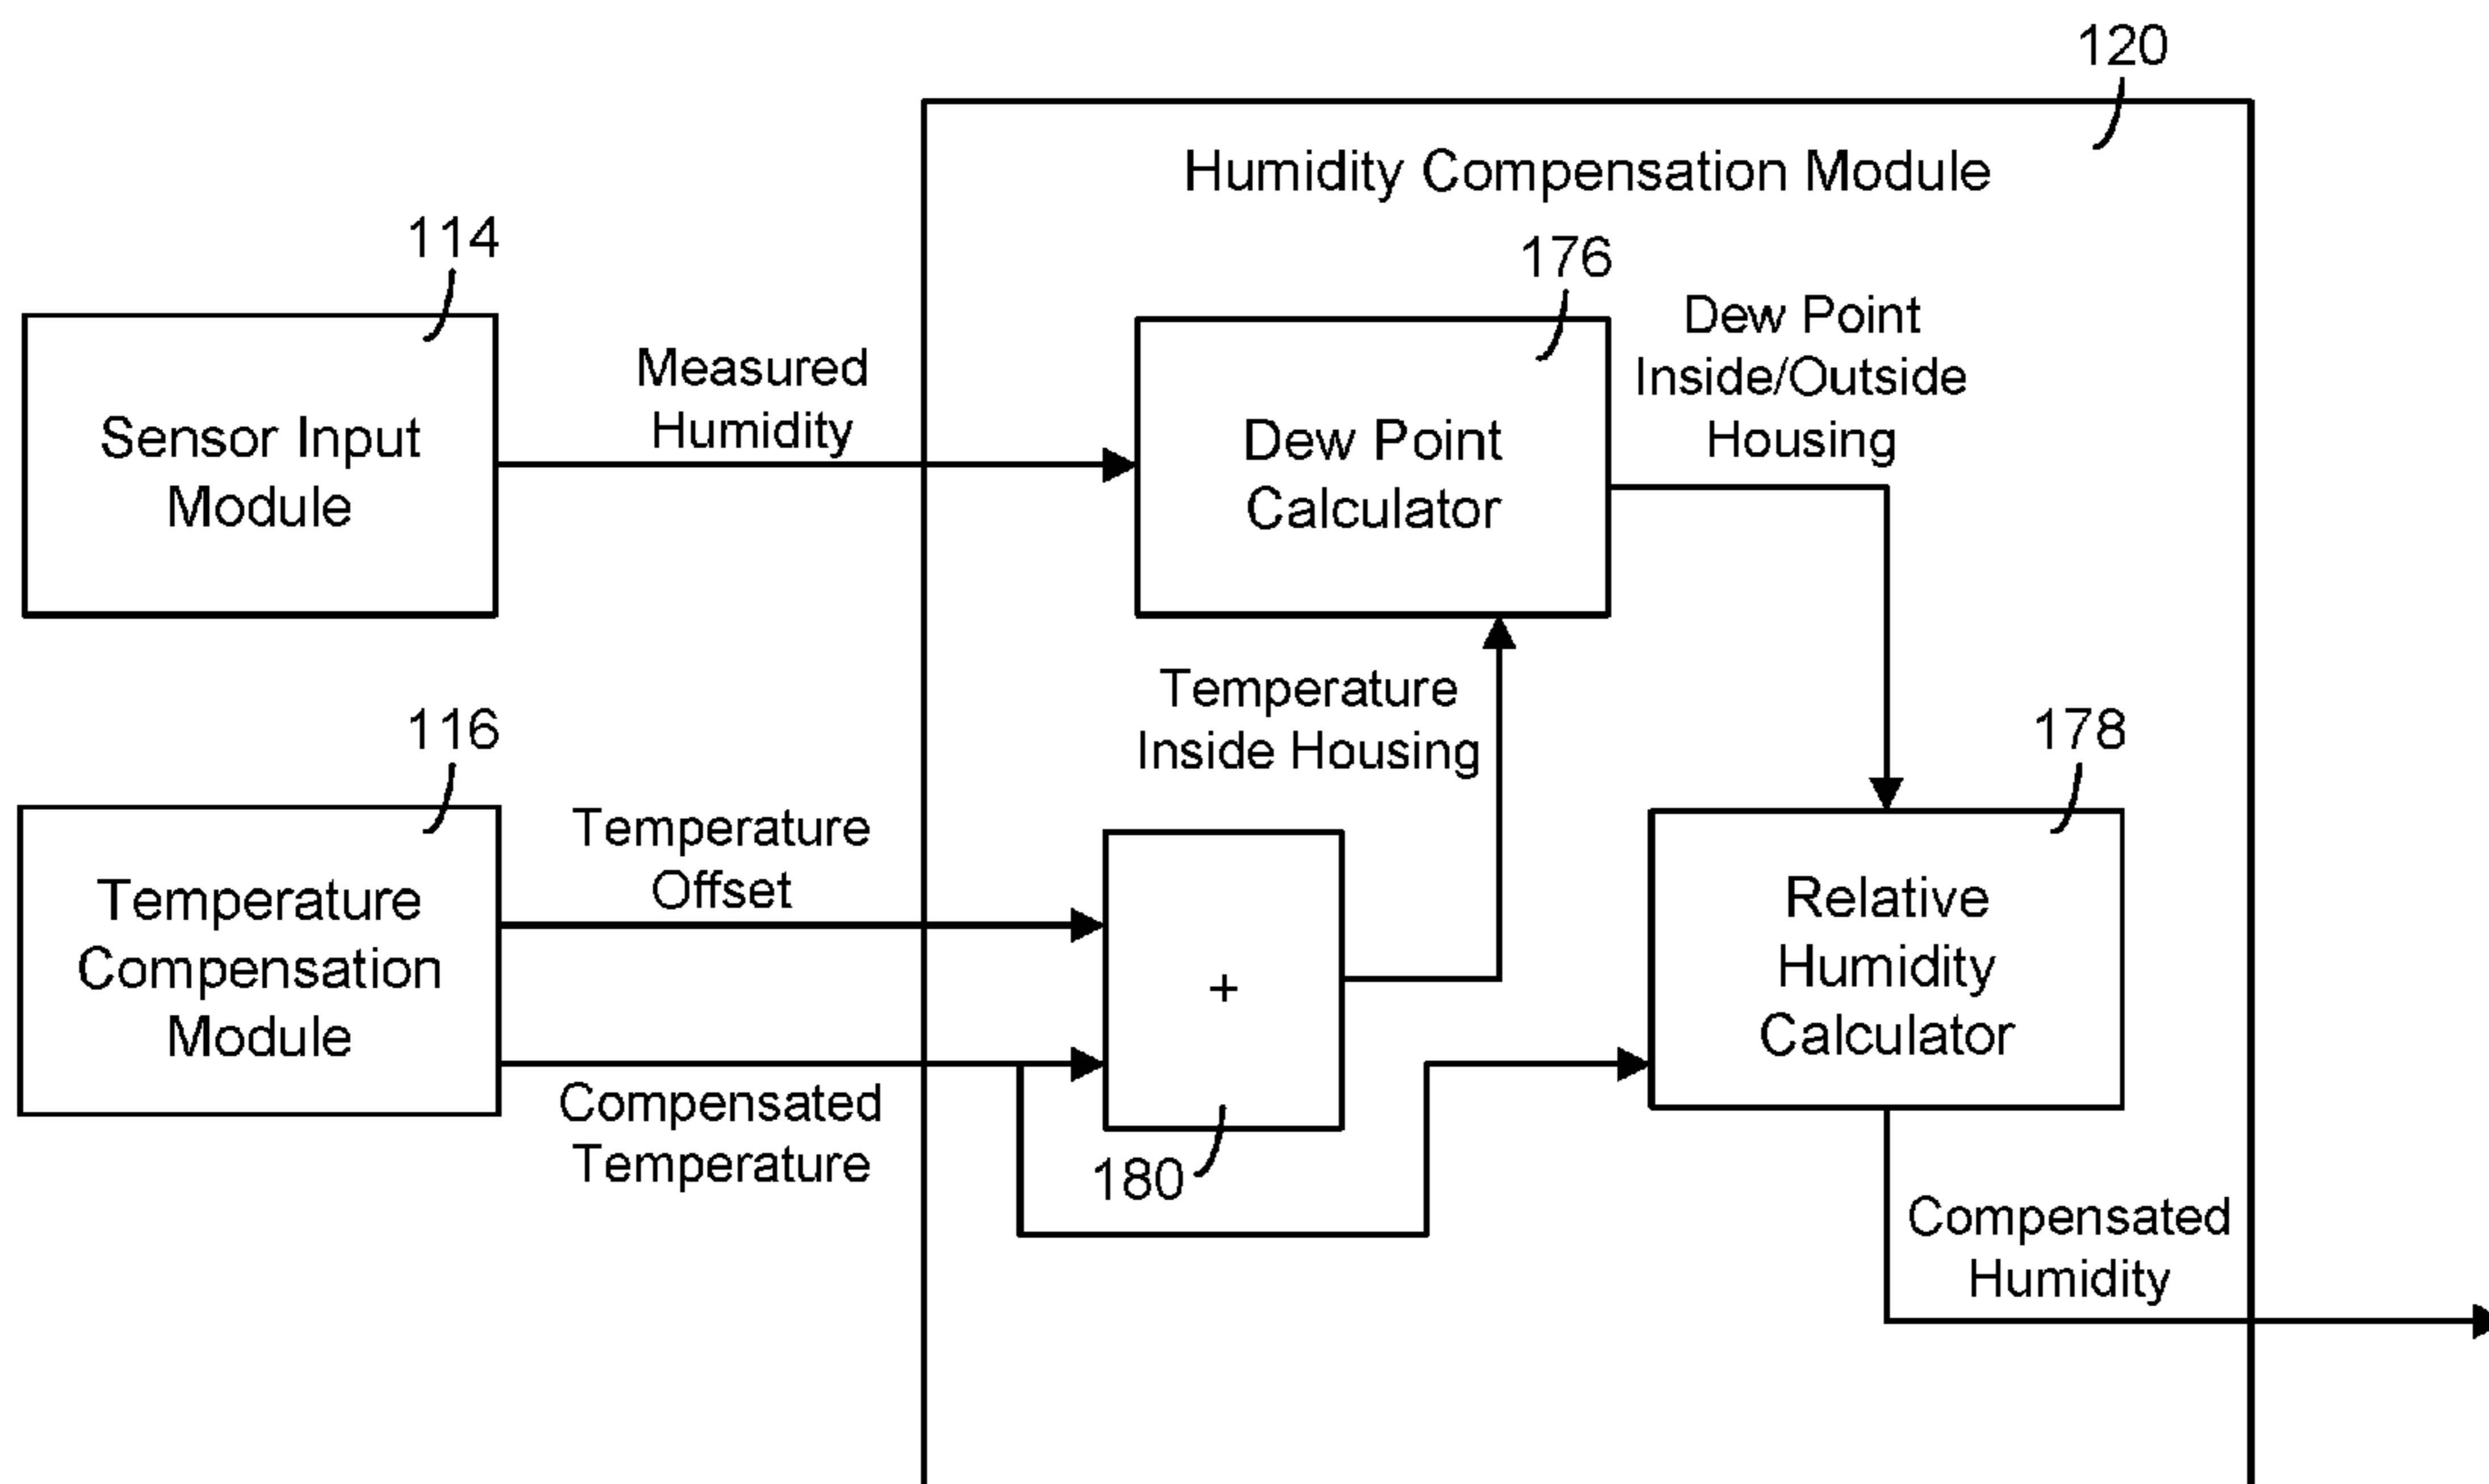 120
Humidity Compensation Module
114
Sensor Input
Module
Measured
Humidity
176
Dew Point
Calculator
Dew Point
Inside/Outside
Housing
Temperature
Inside Housing
116
Temperature
Compensation
Module
Temperature
Offset
Compensated
Temperature
+
180
178
Relative
Humidity
Calculator
Compensated
Humidity